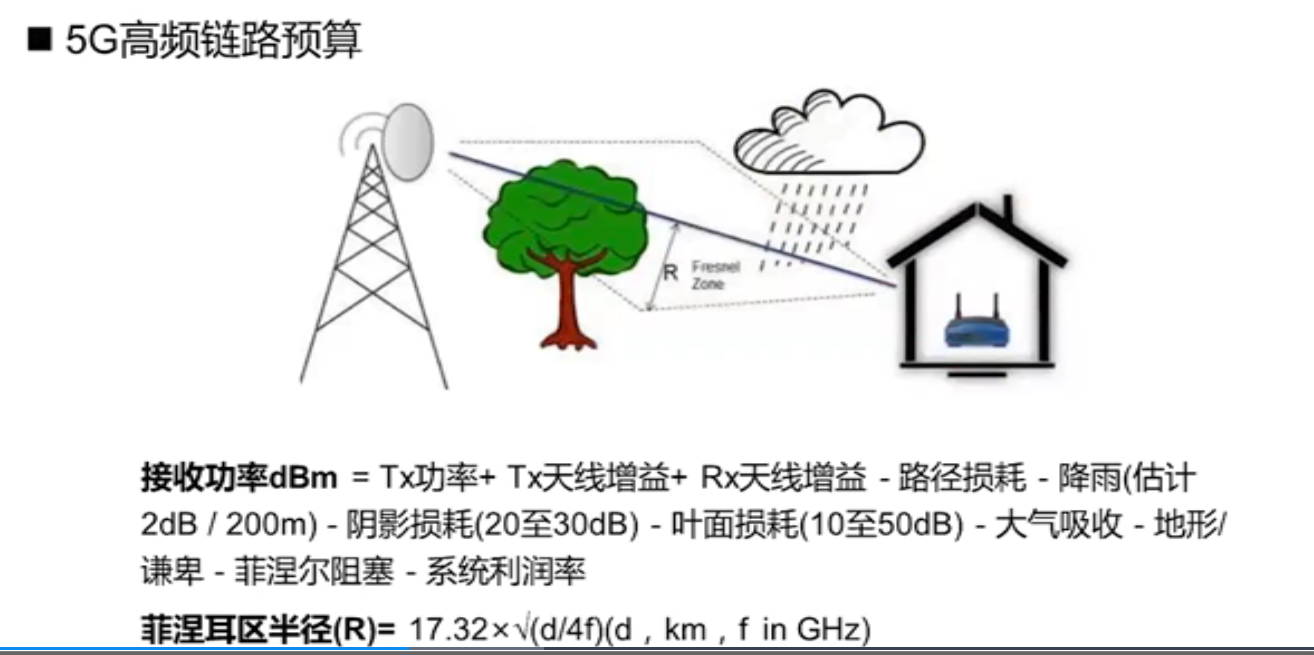 ■ 5G高频链路预算
R Fresnel
Zone
接收功率dBm = Tx功率+ Tx天线增益+ Rx天线增益 - 路径损耗 - 降雨(估计
2dB / 200m) - 阴影损耗(20至30dB) - 叶面损耗(10至50dB) - 大气吸收 - 地形/
谦卑 - 菲涅尔阻塞 - 系统利润率
菲涅耳区半径(R)= 17.32×√(d/4f)(d , km , f in GHz)